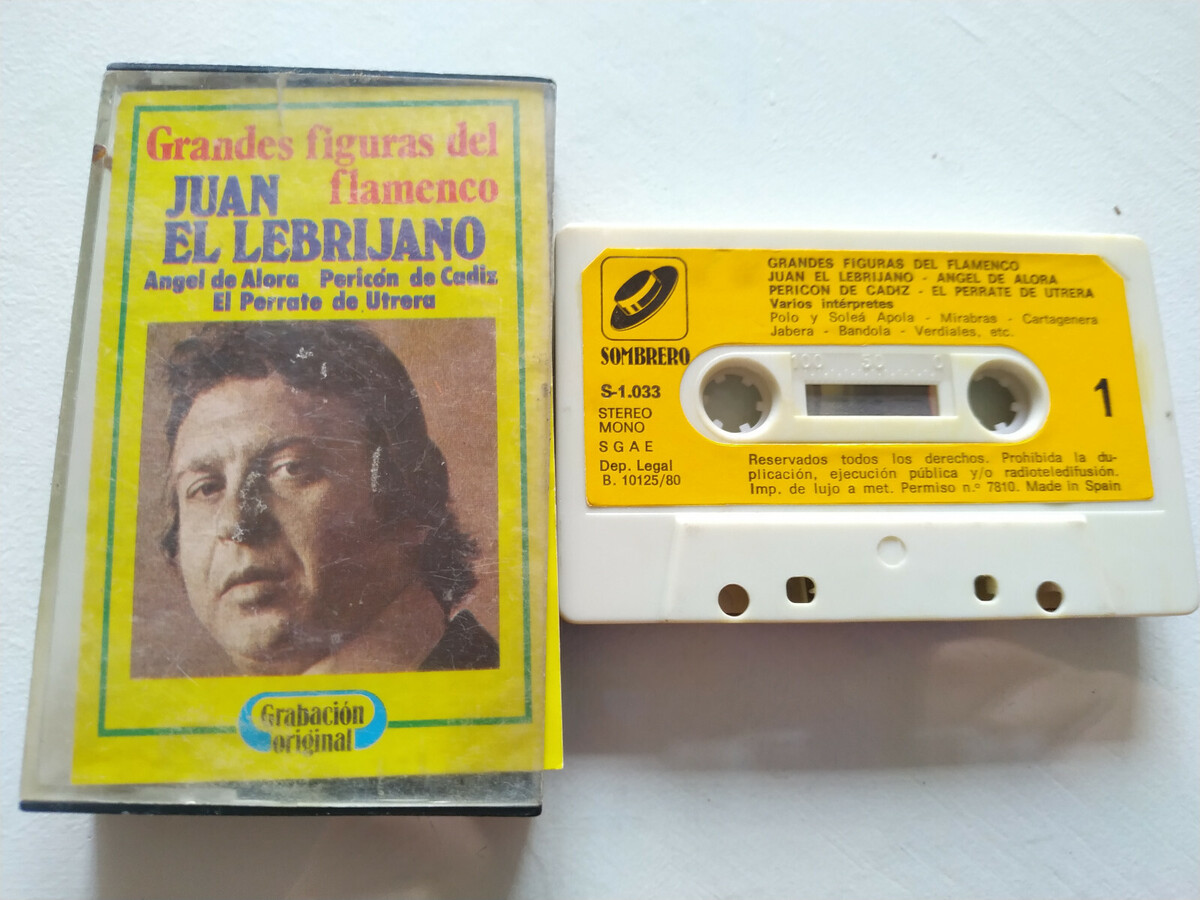 Grandes figuras del
flamenco
JUAN
EL LEBRIJANO
Angel de Alora Pericón de Cadiz
El Perrate de Utrera
Grabación
original
SOMBRERO
S-1.033
STEREO
MONO
S G A E
Dep. Legal
B. 10125/80
GRANDES FIGURAS DEL FLAMENCO
JUAN EL LEBRIJANO - ANGEL DE ALORA
PERICON DE CADIZ - EL PERRATE DE UTRERA
Varios intérpretes
Polo y Soleá Apola - Mirabras - Cartagenera
Jabera - Bandola - Verdiales, etc.
100 50 0
1
Reservados todos los derechos. Prohibida la du-
plicación, ejecución pública y/o radioteledifusión.
Imp. de lujo a met. Permiso n.º 7810. Made in Spain